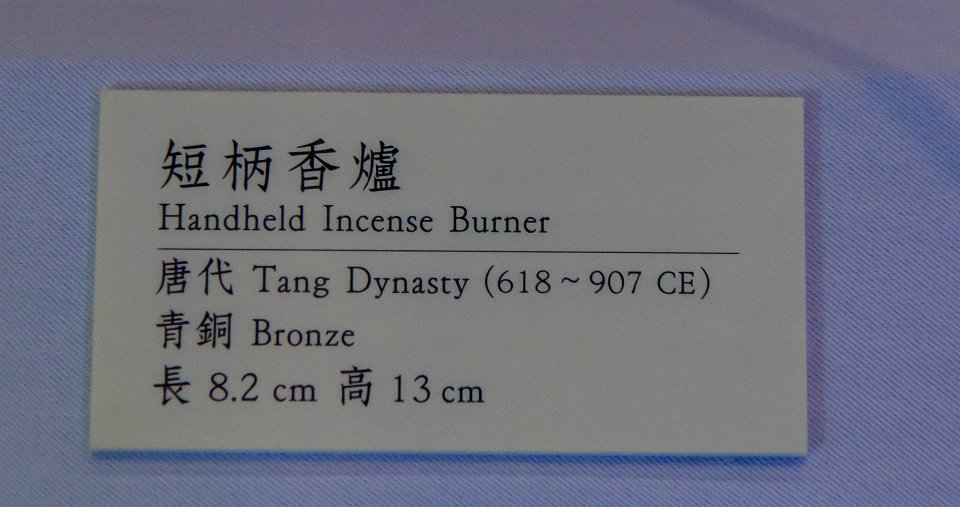 短柄香爐
Handheld Incense Burner
唐代 Tang Dynasty (618~907 CE)
青銅 Bronze
長 8.2 cm 高 13 cm